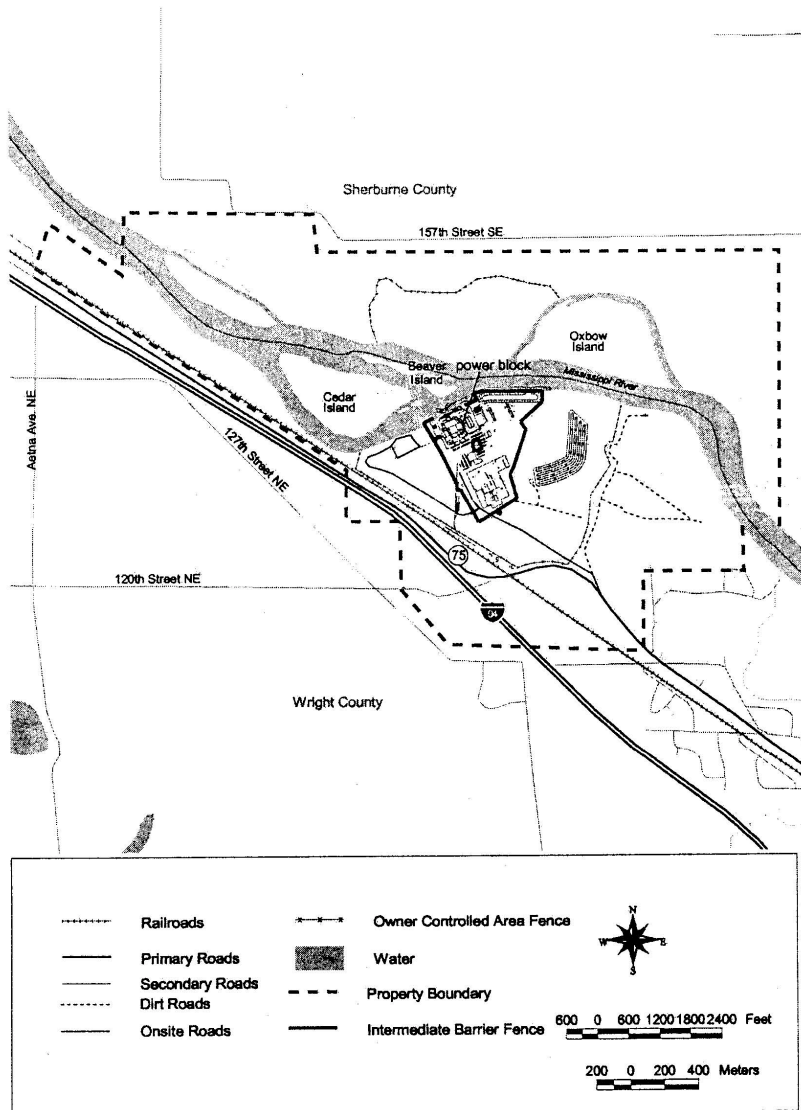 Sherburne County
157th Street SE
Oxbow
Island
Beaver
Island
power block
Mississippi River
Cedar
Island
Aetna Ave. NE
127th Street NE
75
120th Street NE
94
Wright County
Railroads
Primary Roads
Secondary Roads
Dirt Roads
Onsite Roads
Owner Controlled Area Fence
Water
Property Boundary
Intermediate Barrier Fence
N
W E
S
600 0 600 1200 1800 2400 Feet
200 0 200 400 Meters